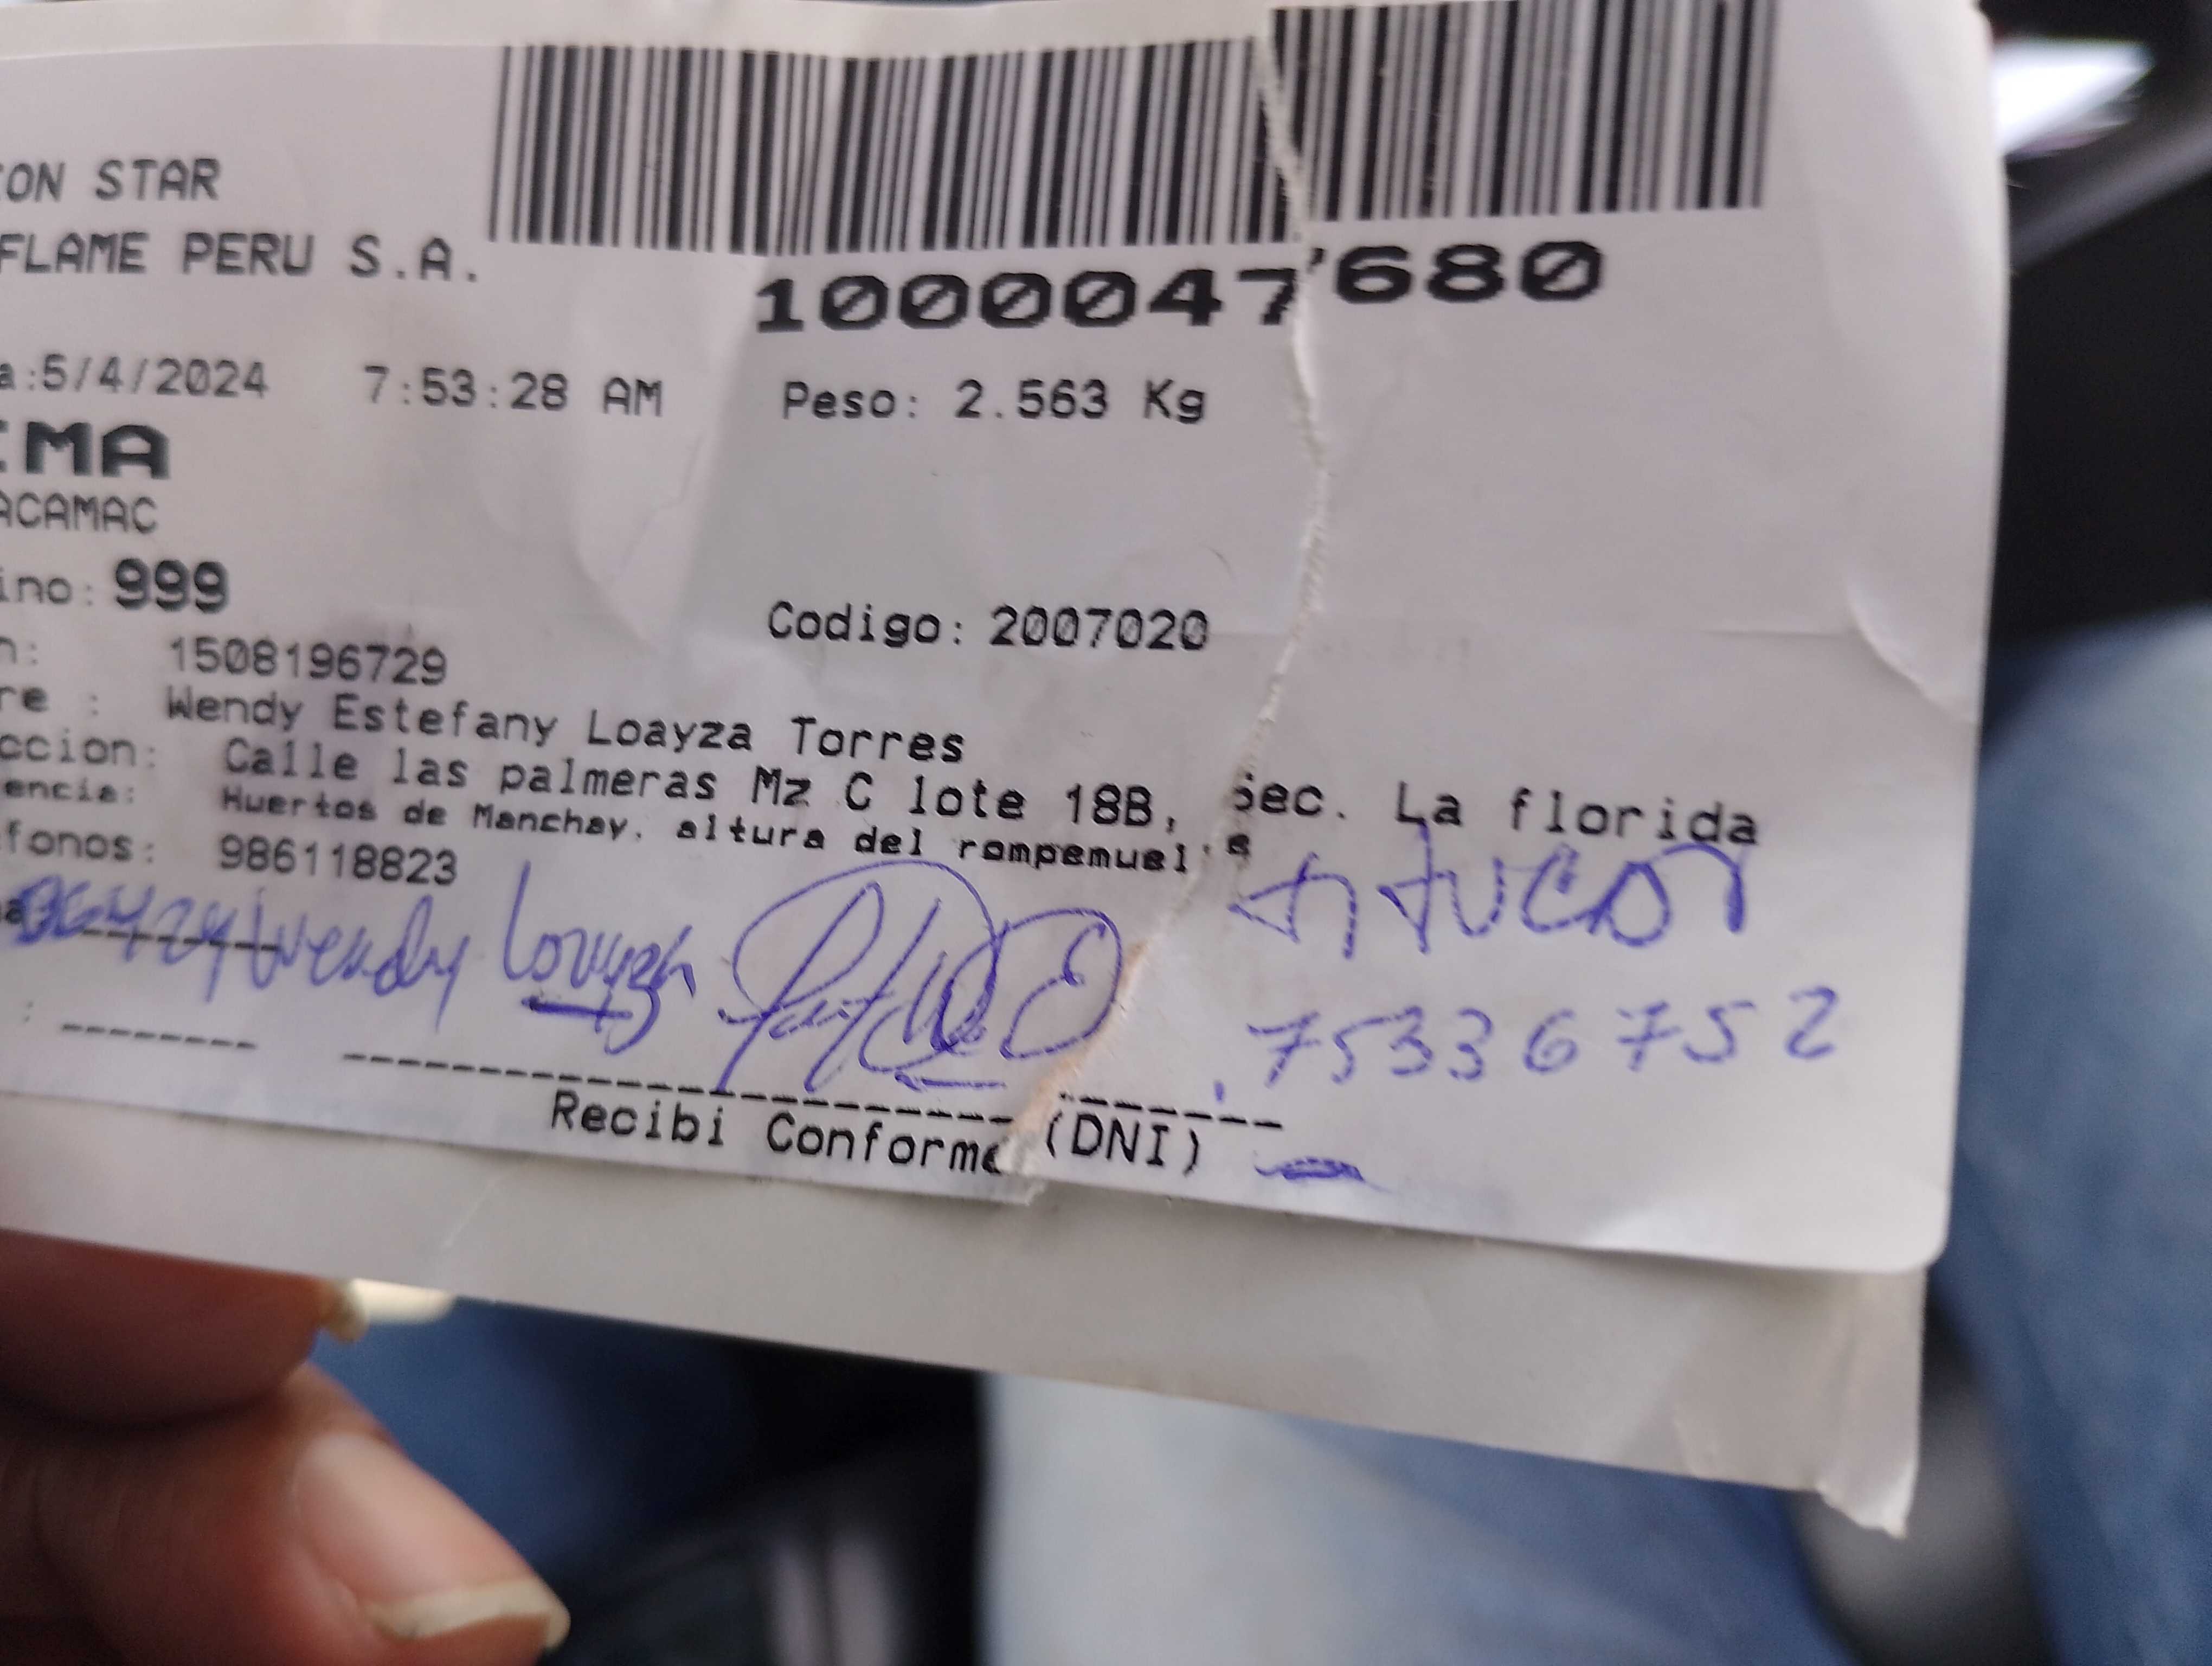 ON STAR
FLAME PERU S.A.
1000047680
a:5/4/2024 7:53:28 AM Peso: 2.563 Kg
IMA
ACAMAC
ino: 999
Codigo: 2007020
n: 1508196729
re : Wendy Estefany Loayza Torres
ccion: Calle las palmeras Mz C lote 18B, Sec. La florida
encia: Huertos de Manchay, altura del rompemuel
fonos: 986118823
Wendy Loayza
titucor
75336752
Recibi Conforme (DNI)